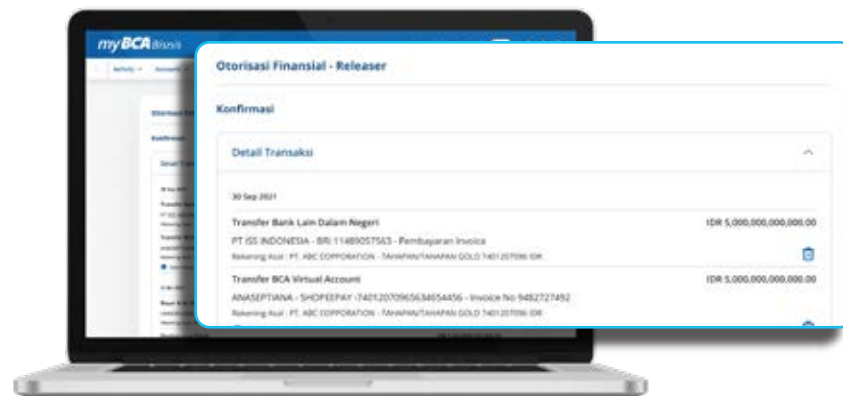 myBCA Bisnis
Otorisasi Finansial - Releaser
Konfirmasi
Detail Transaksi
30 Sep 2021
Transfer Bank Lain Dalam Negeri
IDR 5,000,000,000,000.00
PT ISS INDONESIA - BRI 11489057563 - Pembayaran Invoice
Rekening Asal : PT. ABC CORPORATION - TAHAPAN/TAHAPAN GOLD 7401207096 IDR
Transfer BCA Virtual Account
IDR 5,000,000,000,000.00
ANASEPTIANA - SHOPEEPAY -74012070965634654456 - Invoice No 9482727492
Rekening Asal : PT. ABC CORPORATION - TAHAPAN/TAHAPAN GOLD 7401207096 IDR